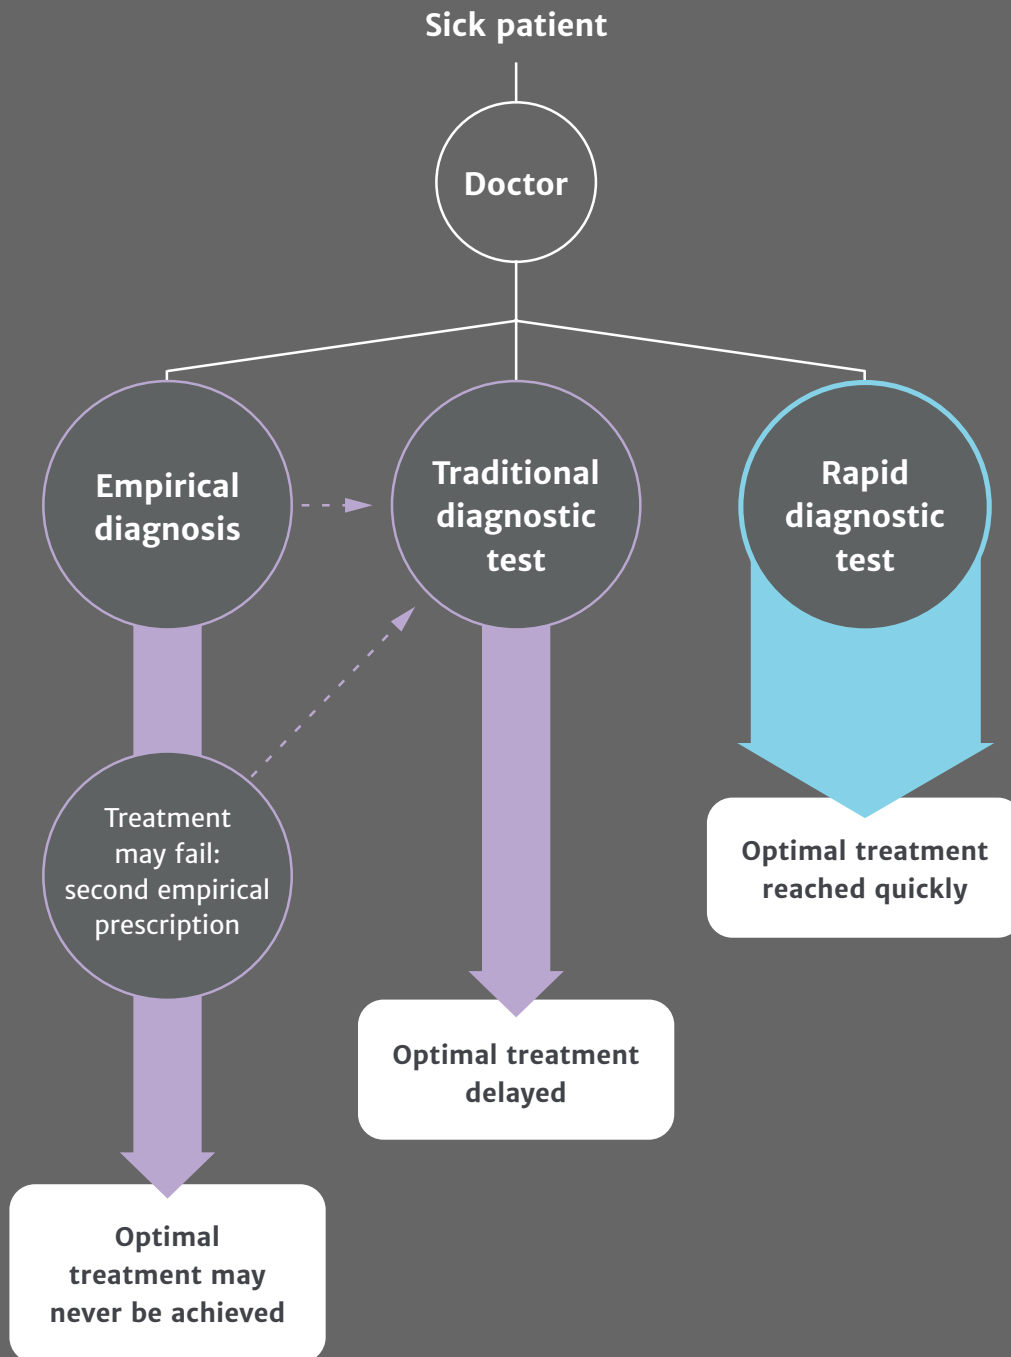 Sick patient
Doctor
Empirical
diagnosis
Traditional
diagnostic
test
Rapid
diagnostic
test
Treatment
may fail:
second empirical
prescription
Optimal treatment
reached quickly
Optimal treatment
delayed
Optimal
treatment may
never be achieved